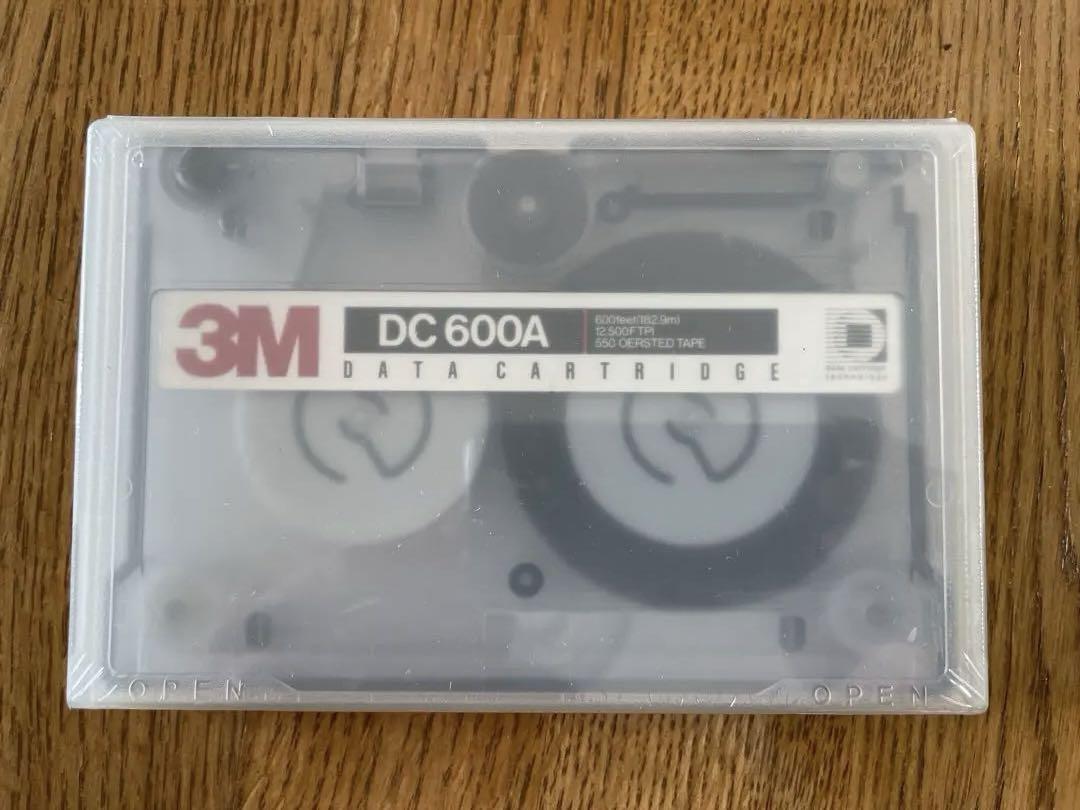 3M
DC 600A
600feet(182.9m)
12,500FTPI
550 OERSTED TAPE
DATA CARTRIDGE
OPEN
OPEN